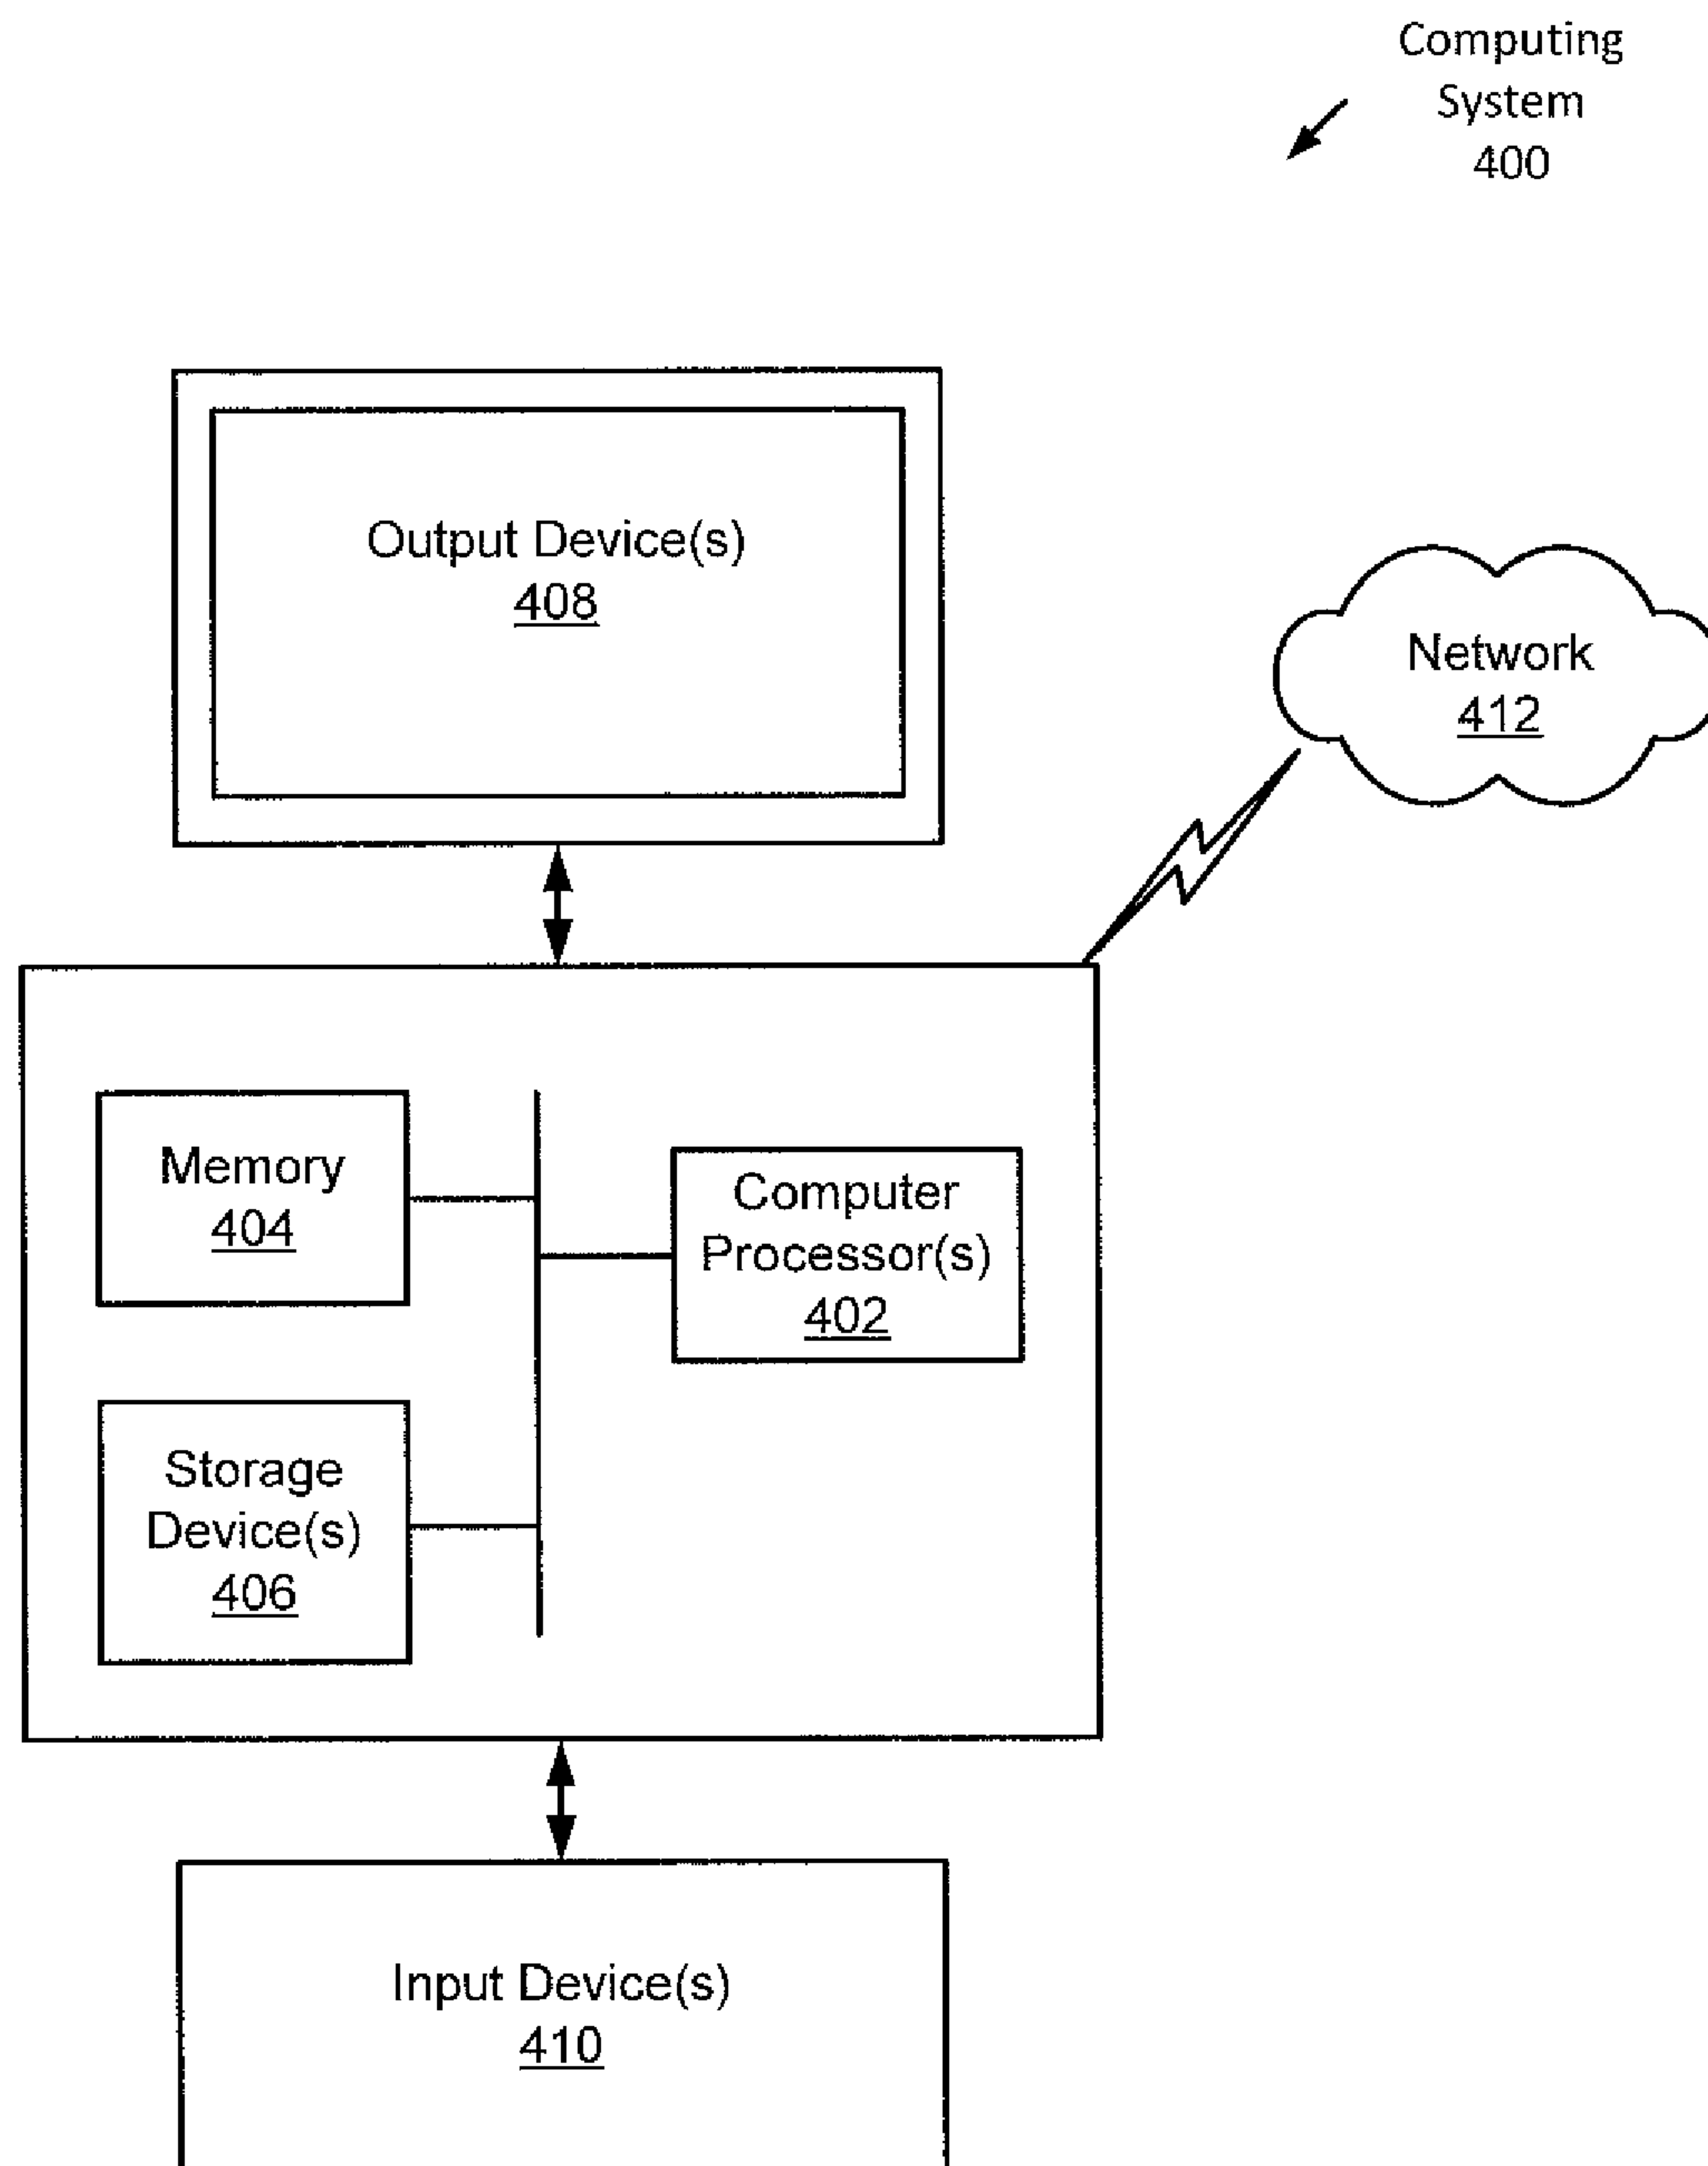 Computing
System
400
Output Device(s)
408
Network
412
Memory
404
Computer
Processor(s)
402
Storage
Device(s)
406
Input Device(s)
410